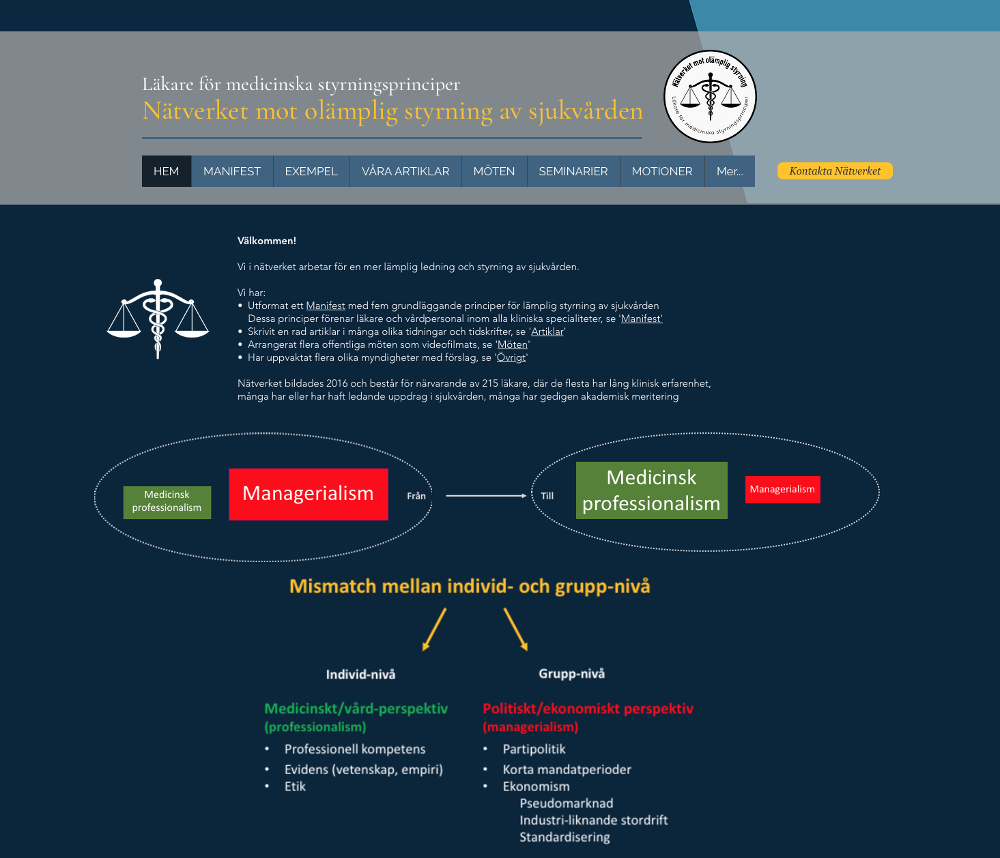 Läkare för medicinska styrningsprinciper
Nätverket mot olämplig styrning av sjukvården
Nätverket mot olämplig styrning
Läkare för medicinska styrningsprinciper
HEM MANIFEST EXEMPEL VÅRA ARTIKLAR MÖTEN SEMINARIER MOTIONER Mer...
Kontakta Nätverket
Välkommen!
Vi i nätverket arbetar för en mer lämplig ledning och styrning av sjukvården.
Vi har:
• Utformat ett Manifest med fem grundläggande principer för lämplig styrning av sjukvården
Dessa principer förenar läkare och vårdpersonal inom alla kliniska specialiteter, se 'Manifest'
• Skrivit en rad artiklar i många olika tidningar och tidskrifter, se 'Artiklar'
• Arrangerat flera offentliga möten som videofilmats, se 'Möten'
• Har uppvaktat flera olika myndigheter med förslag, se 'Övrigt'
Nätverket bildades 2016 och består för närvarande av 215 läkare, där de flesta har lång klinisk erfarenhet,
många har eller har haft ledande uppdrag i sjukvården, många har gedigen akademisk meritering
Medicinsk
professionalism
Managerialism
Från
Till
Medicinsk
professionalism
Managerialism
Mismatch mellan individ- och grupp-nivå
Individ-nivå
Medicinskt/vård-perspektiv
(professionalism)
• Professionell kompetens
• Evidens (vetenskap, empiri)
• Etik
Grupp-nivå
Politiskt/ekonomiskt perspektiv
(managerialism)
• Partipolitik
• Korta mandatperioder
• Ekonomism
Pseudomarknad
Industri-liknande stordrift
Standardisering